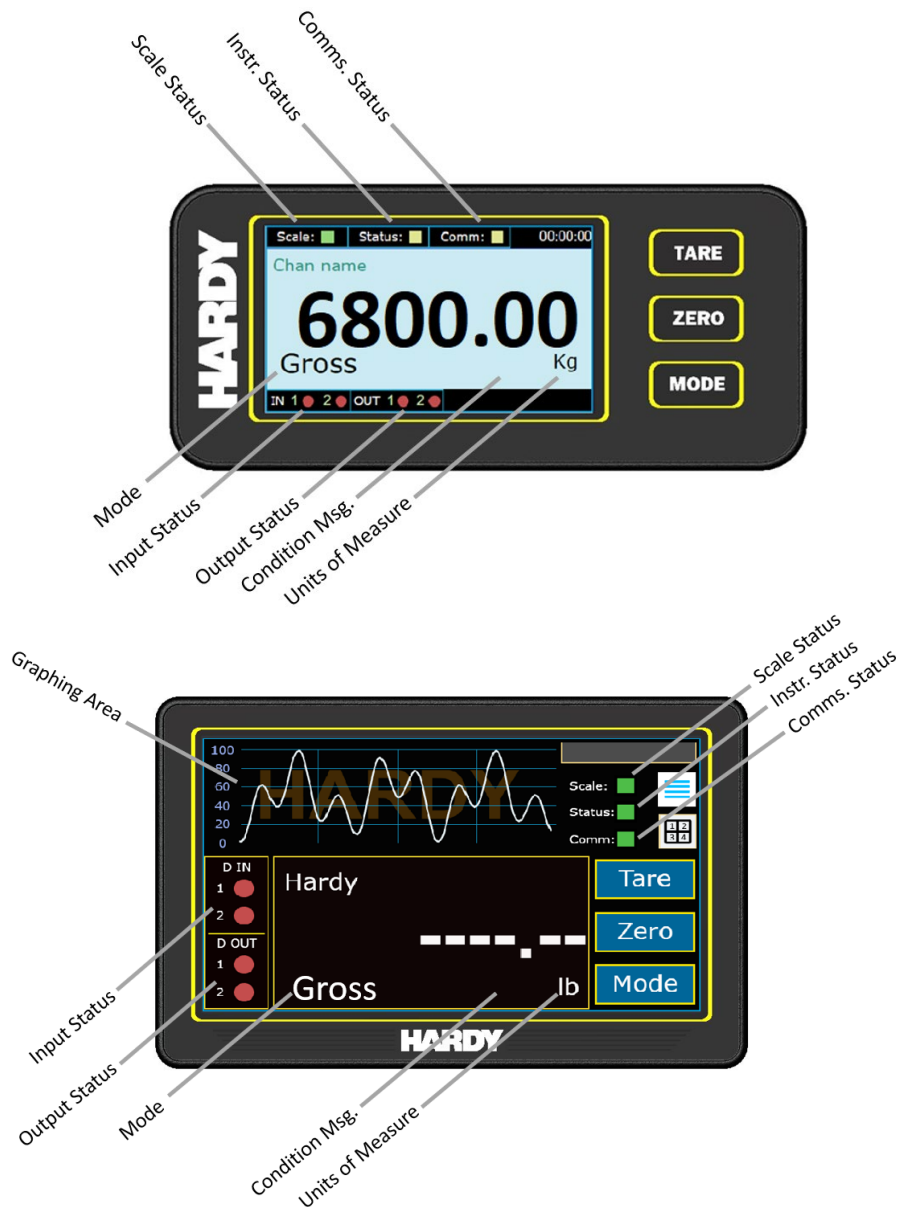 Scale Status
Instr. Status
Comms. Status
HARDY
Scale: Status: Comm: 00:00:00
Chan name
6800.00
Gross
Kg
IN 1 2 OUT 1 2
TARE
ZERO
MODE
Mode
Input Status
Output Status
Condition Msg.
Units of Measure
Graphing Area
Scale Status
Instr. Status
Comms. Status
100
80
60
40
20
0
HARDY
Scale:
Status:
Comm:
1 2
3 4
D IN
1
2
D OUT
1
2
Hardy
----.--
Gross
lb
Tare
Zero
Mode
HARDY
Input Status
Output Status
Mode
Condition Msg.
Units of Measure